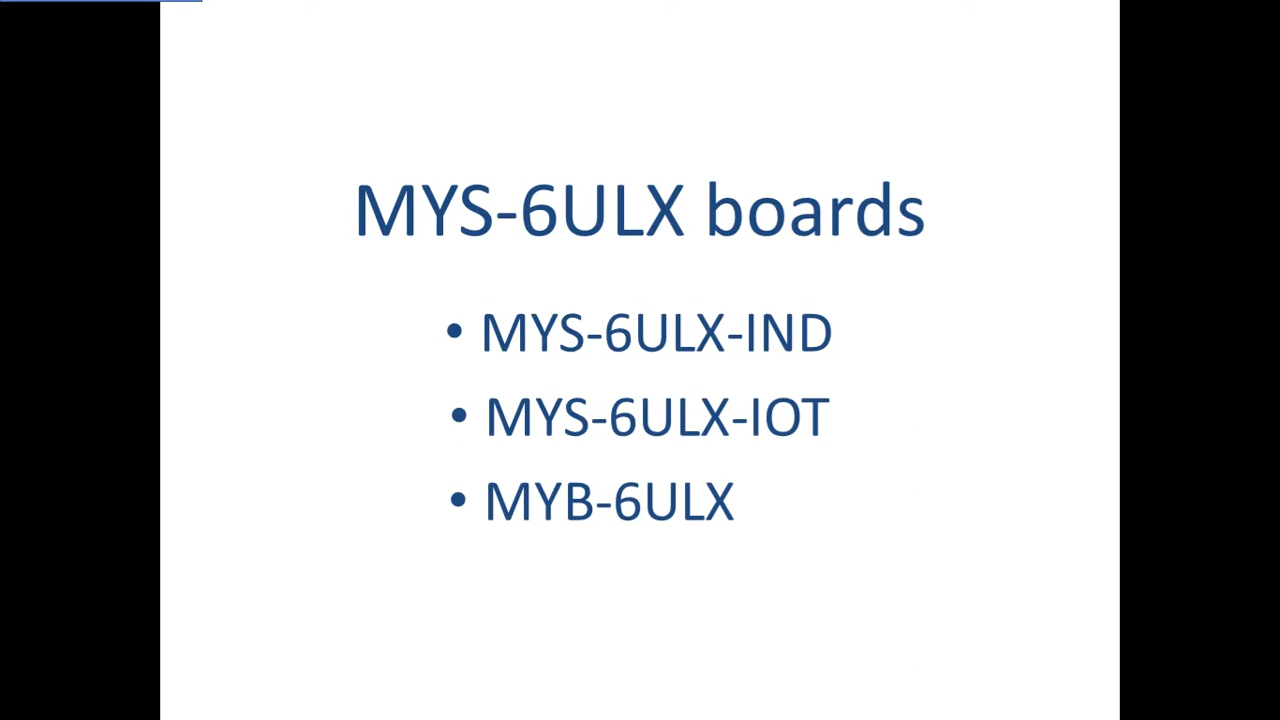 MYS-6ULX boards
• MYS-6ULX-IND
• MYS-6ULX-IOT
• MYB-6ULX